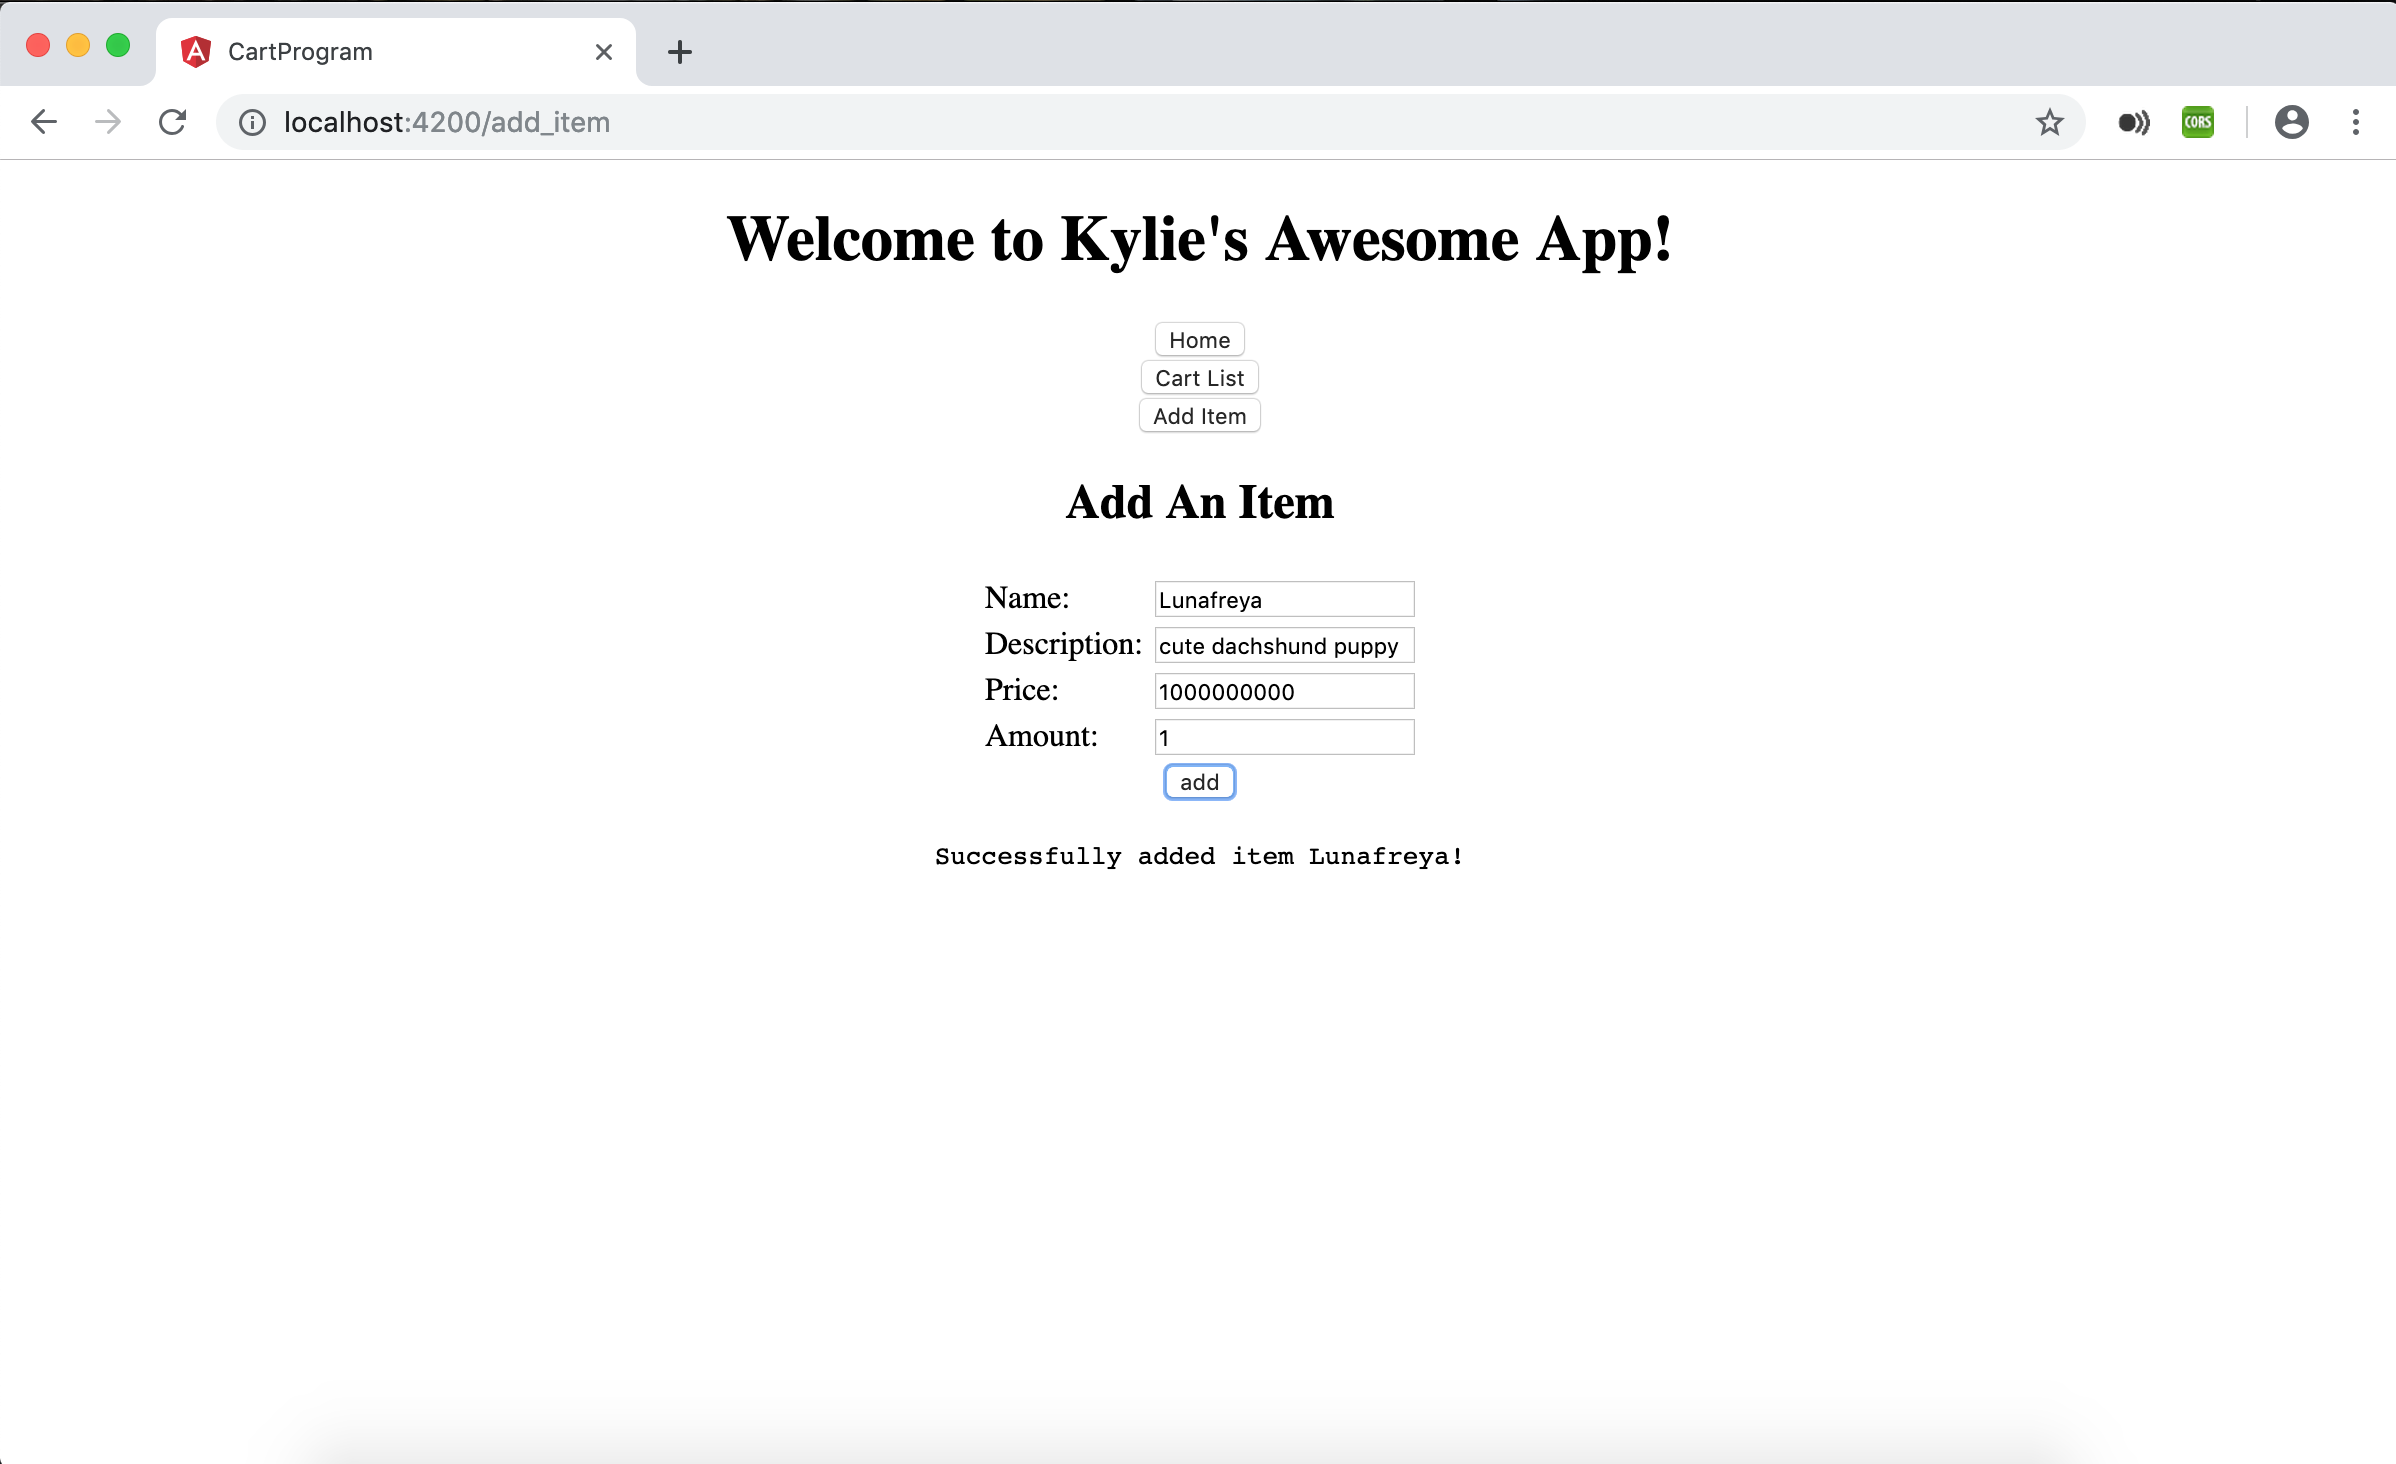 CartProgram
localhost:4200/add_item
CORS
Welcome to Kylie's Awesome App!
Home
Cart List
Add Item
Add An Item
Name: Lunafreya
Description: cute dachshund puppy
Price: 1000000000
Amount: 1
add
Successfully added item Lunafreya!